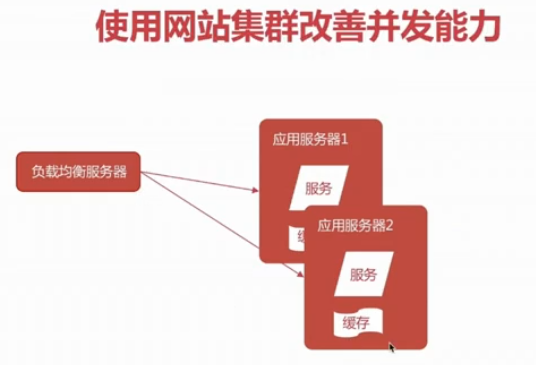 使用网站集群改善并发能力
应用服务器1
负载均衡服务器
服务
应用服务器2
服务
缓存